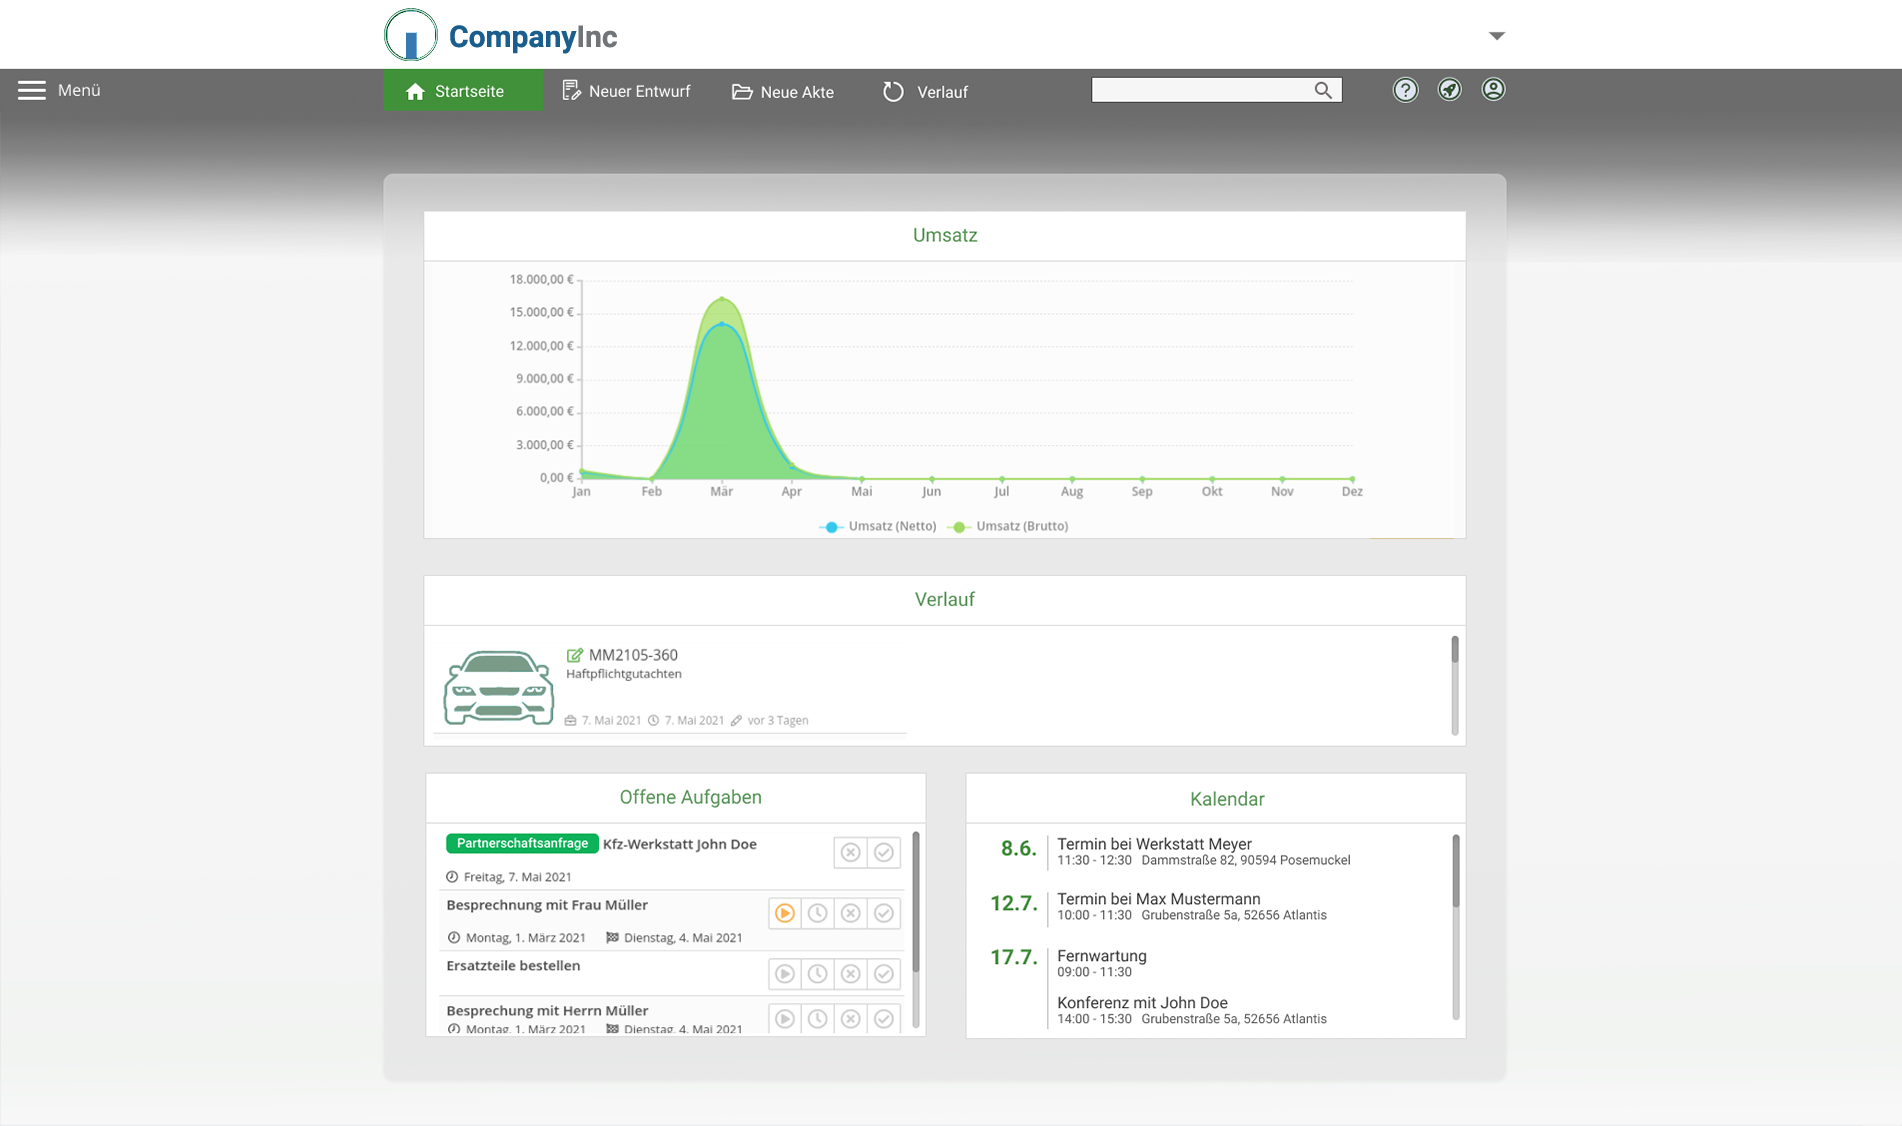 CompanyInc
Menü
Startseite
Neuer Entwurf
Neue Akte
Verlauf
Umsatz
18.000,00 €
15.000,00 €
12.000,00 €
9.000,00 €
6.000,00 €
3.000,00 €
0,00 €
Jan Feb Mär Apr Mai Jun Jul Aug Sep Okt Nov Dez
Umsatz (Netto) Umsatz (Brutto)
Verlauf
MM2105-360
Haftpflichtgutachten
7. Mai 2021 7. Mai 2021 vor 3 Tagen
Offene Aufgaben
Partnerschaftsanfrage Kfz-Werkstatt John Doe
Freitag, 7. Mai 2021
Besprechnung mit Frau Müller
Montag, 1. März 2021 Dienstag, 4. Mai 2021
Ersatzteile bestellen
Besprechung mit Herrn Müller
Montag, 1. März 2021 Dienstag, 4. Mai 2021
Kalendar
8.6. Termin bei Werkstatt Meyer
11:30 - 12:30 Dammstraße 82, 90594 Posemuckel
12.7. Termin bei Max Mustermann
10:00 - 11:30 Grubenstraße 5a, 52656 Atlantis
17.7. Fernwartung
09:00 - 11:30
Konferenz mit John Doe
14:00 - 15:30 Grubenstraße 5a, 52656 Atlantis